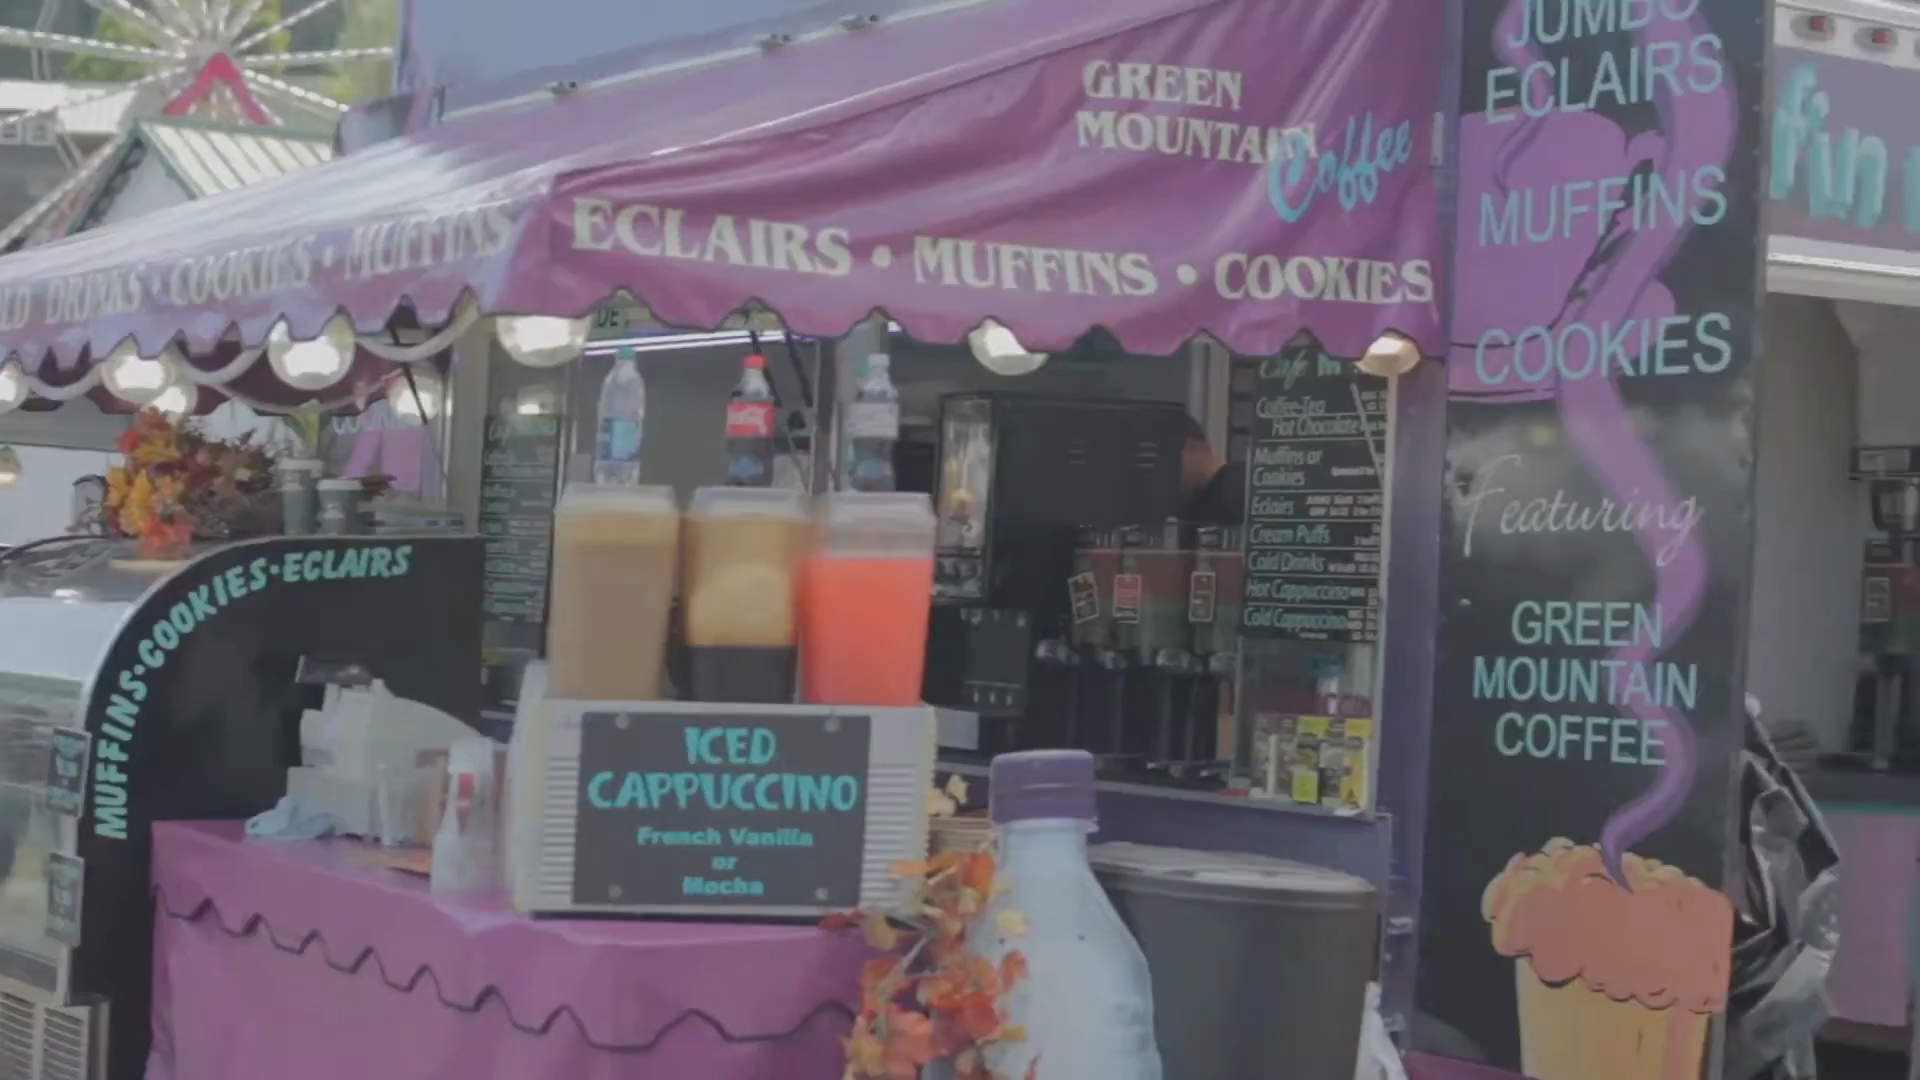 JUMBO
ECLAIRS
MUFFINS
COOKIES
Featuring
GREEN
MOUNTAIN
COFFEE
GREEN
MOUNTAIN
Coffee
ECLAIRS • MUFFINS • COOKIES
DRINKS • COOKIES • MUFFINS
MUFFINS•COOKIES•ECLAIRS
ICED
CAPPUCCINO
French Vanilla
or
Mocha
Cafe
Coffee-Tea
Hot Chocolate
Muffins or
Cookies
Eclairs
Cream Puffs
Cold Drinks
Hot Cappuccino
Cold Cappuccino
fin